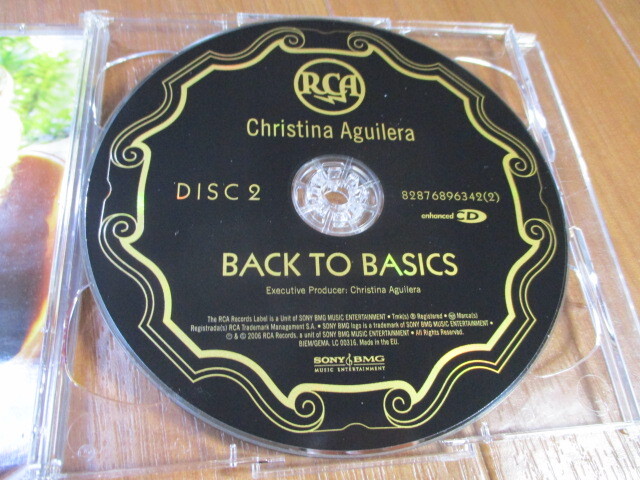 RCA
Christina Aguilera
DISC 2
82876896342(2)
enhanced CD
BACK TO BASICS
Executive Producer: Christina Aguilera
The RCA Records Label is a Unit of SONY BMG MUSIC ENTERTAINMENT • Tmk(s) ® Registered • Marca(s)
Registrada(s) RCA Trademark Management S.A. • SONY BMG logo is a trademark of SONY BMG MUSIC ENTERTAINMENT •
℗ & © 2006 RCA Records, a unit of SONY BMG MUSIC ENTERTAINMENT • All Rights Reserved.
BIEM/GEMA. LC 00316. Made in the EU.
SONY BMG
MUSIC ENTERTAINMENT